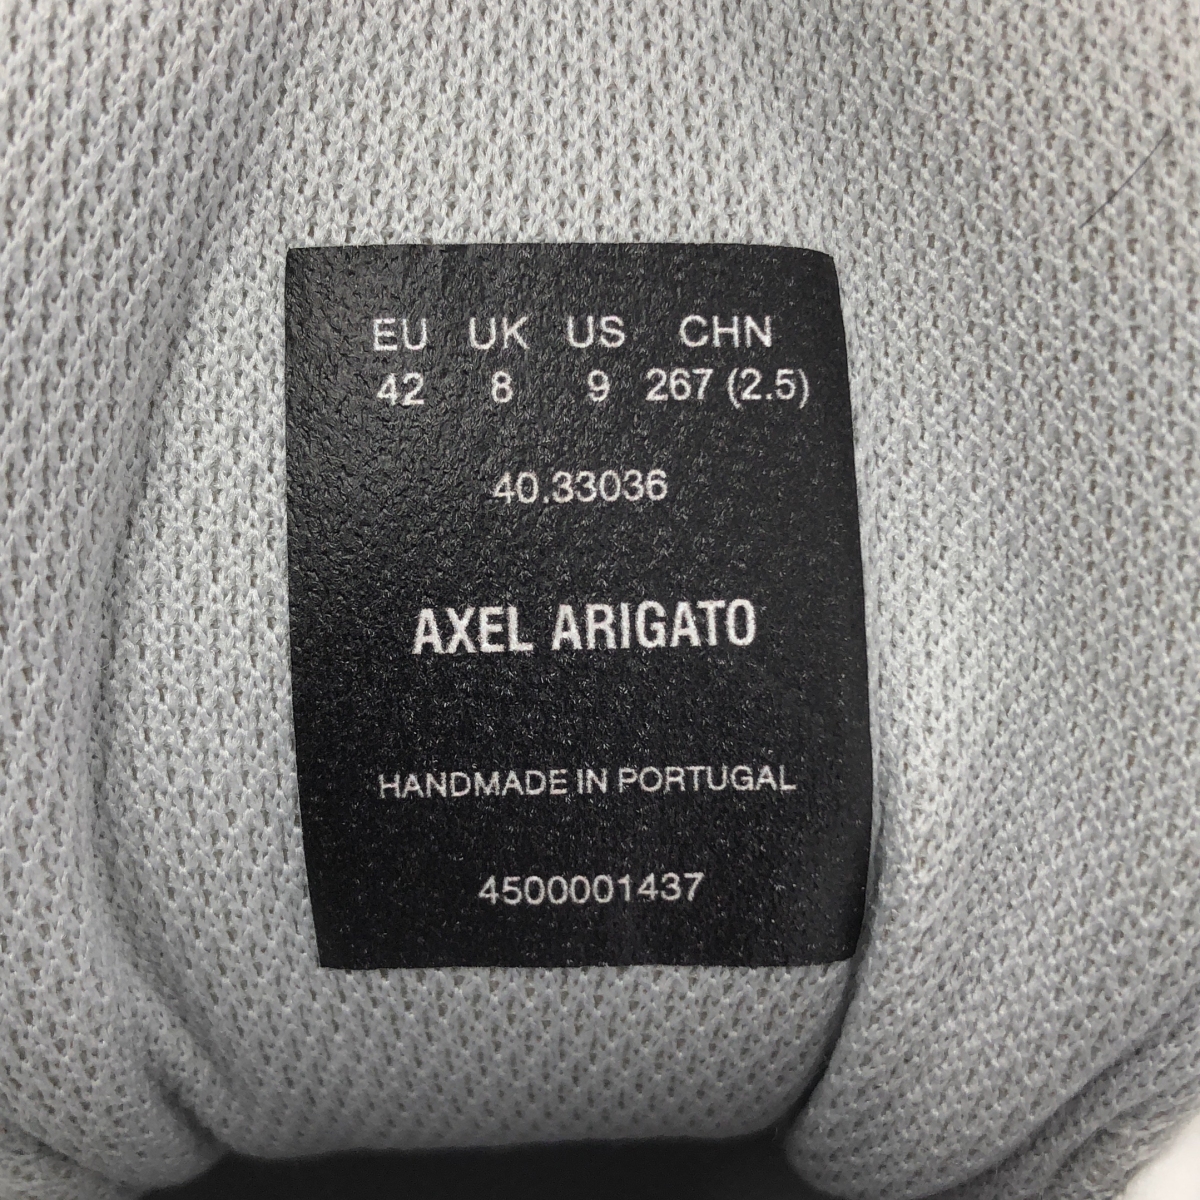 EU UK US CHN
42 8 9 267 (2.5)
40.33036
AXEL ARIGATO
HANDMADE IN PORTUGAL
4500001437